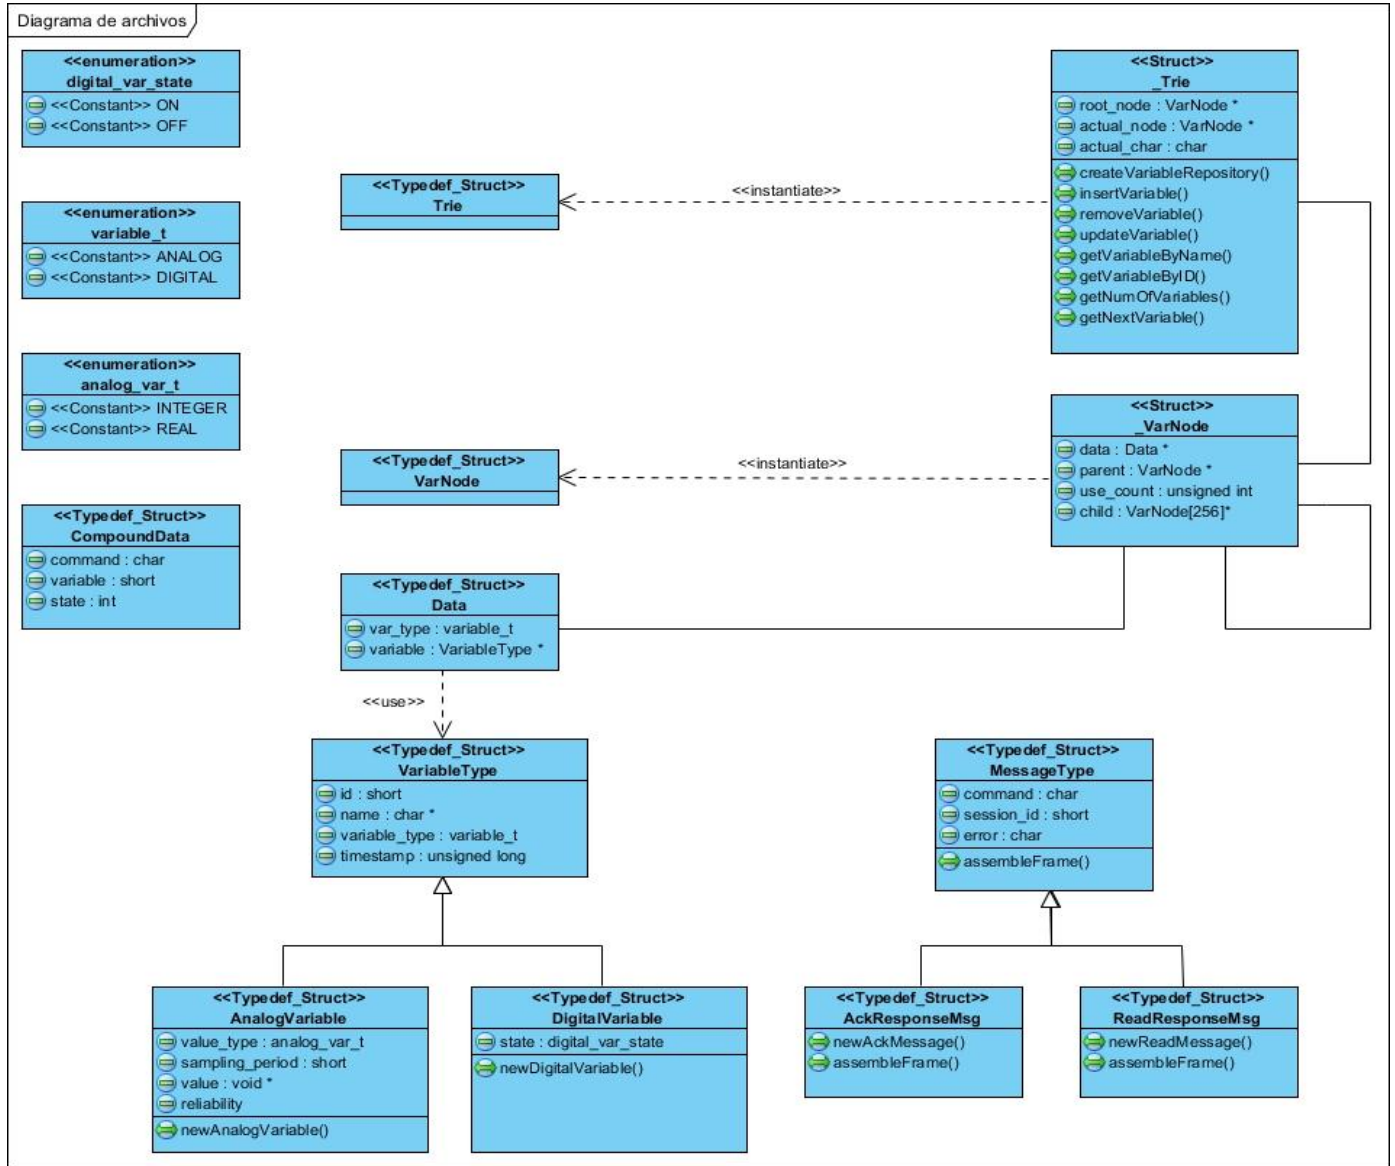 Diagrama de archivos
<<enumeration>>
digital_var_state
<<Constant>> ON
<<Constant>> OFF
<<enumeration>>
variable_t
<<Constant>> ANALOG
<<Constant>> DIGITAL
<<enumeration>>
analog_var_t
<<Constant>> INTEGER
<<Constant>> REAL
<<Typedef_Struct>>
CompoundData
command : char
variable : short
state : int
<<Typedef_Struct>>
Trie
<<instantiate>>
<<Struct>>
_Trie
root_node : VarNode *
actual_node : VarNode *
actual_char : char
createVariableRepository()
insertVariable()
removeVariable()
updateVariable()
getVariableByName()
getVariableByID()
getNumOfVariables()
getNextVariable()
<<Typedef_Struct>>
VarNode
<<instantiate>>
<<Struct>>
_VarNode
data : Data *
parent : VarNode *
use_count : unsigned int
child : VarNode[256]*
<<Typedef_Struct>>
Data
var_type : variable_t
variable : VariableType *
<<use>>
<<Typedef_Struct>>
VariableType
id : short
name : char *
variable_type : variable_t
timestamp : unsigned long
<<Typedef_Struct>>
MessageType
command : char
session_id : short
error : char
assembleFrame()
<<Typedef_Struct>>
AnalogVariable
value_type : analog_var_t
sampling_period : short
value : void *
reliability
newAnalogVariable()
<<Typedef_Struct>>
DigitalVariable
state : digital_var_state
newDigitalVariable()
<<Typedef_Struct>>
AckResponseMsg
newAckMessage()
assembleFrame()
<<Typedef_Struct>>
ReadResponseMsg
newReadMessage()
assembleFrame()